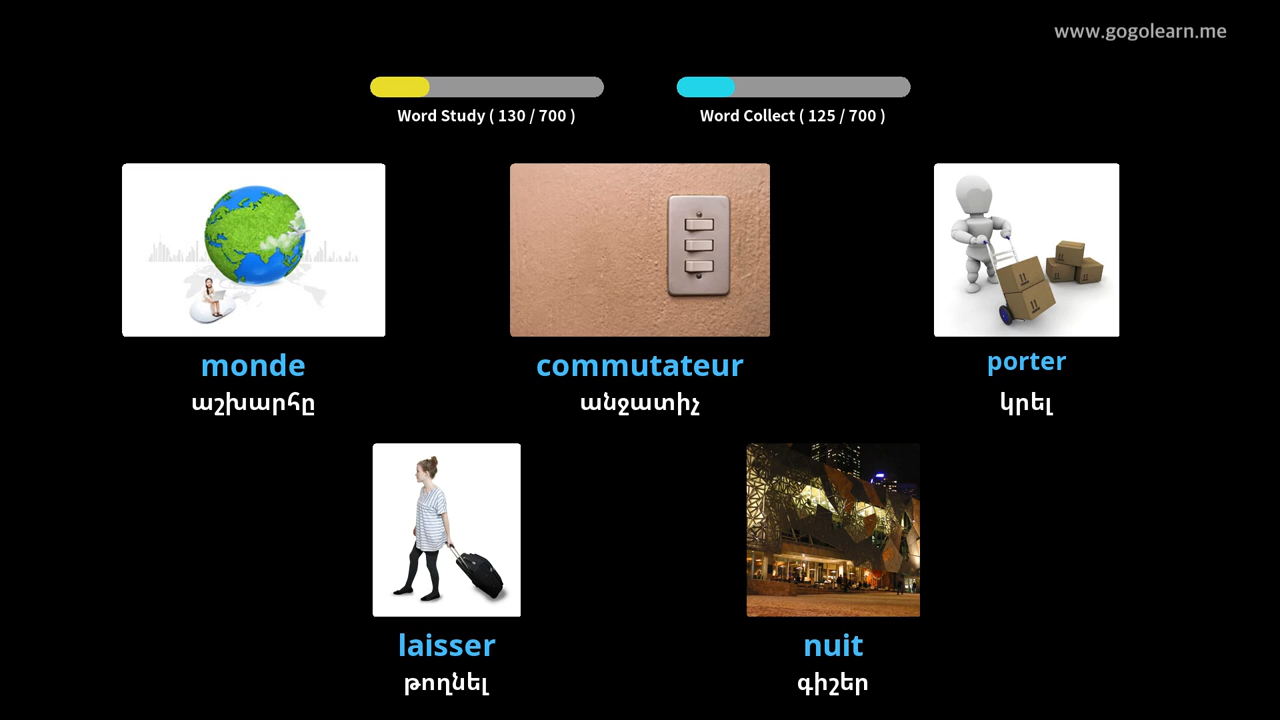 www.gogolearn.me
Word Study ( 130 / 700 )
Word Collect ( 125 / 700 )
monde
աշխարհը
commutateur
անջատիչ
porter
կրել
laisser
թողնել
nuit
գիշեր